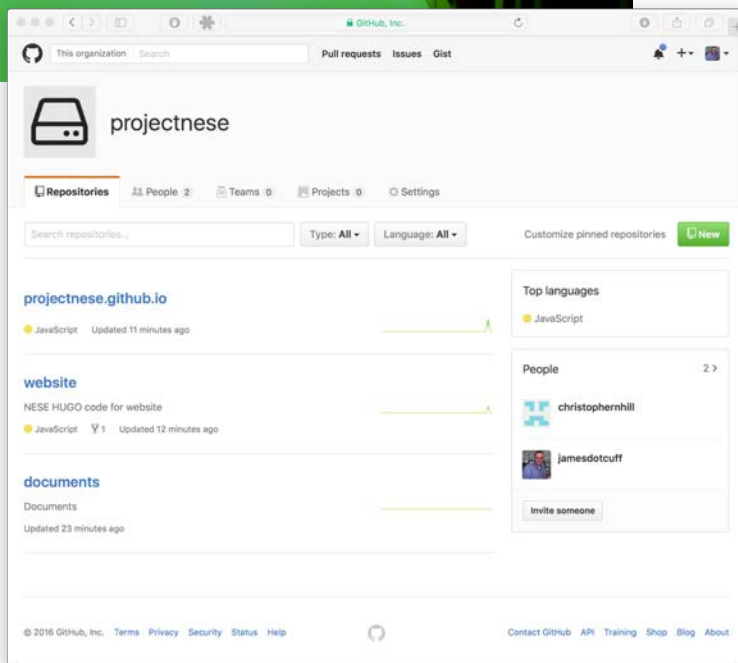 GitHub, Inc.
This organization Search Pull requests Issues Gist
projectnese
Repositories People 2 Teams 0 Projects 0 Settings
Search repositories... Type: All Language: All Customize pinned repositories New
projectnese.github.io
JavaScript Updated 11 minutes ago
website
NESE HUGO code for website
JavaScript 1 Updated 12 minutes ago
documents
Documents
Updated 23 minutes ago
Top languages
JavaScript
People 2
christophernhill
jamesdotcuff
Invite someone
© 2016 GitHub, Inc. Terms Privacy Security Status Help Contact GitHub API Training Shop Blog About